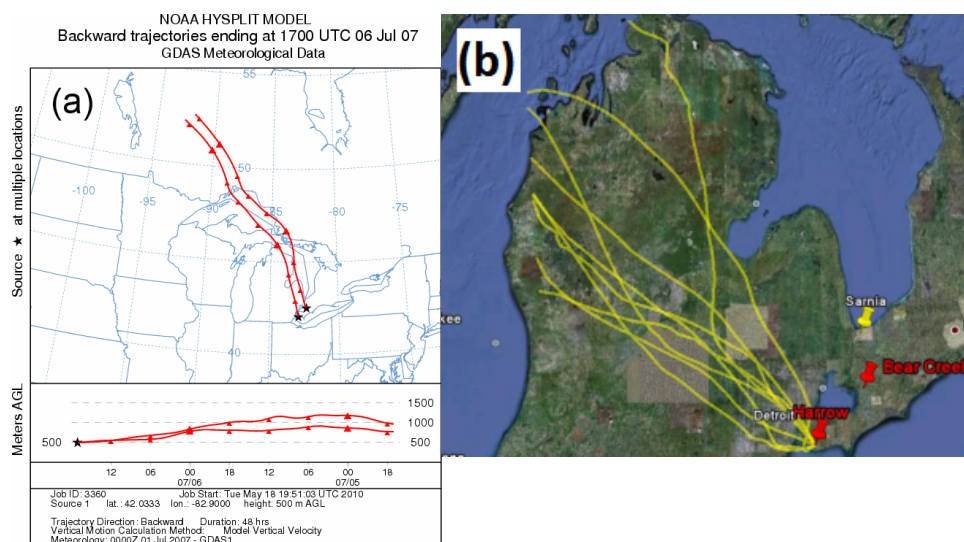 NOAA HYSPLIT MODEL
Backward trajectories ending at 1700 UTC 06 Jul 07
GDAS Meteorological Data
(a)
Source ★ at multiple locations
55
50
-100
-95
-90
-85
-80
-75
40
Meters AGL
1500
1000
500
500
12 06 00 18 12 06 00 18
07/06 07/05
Job ID: 3360 Job Start: Tue May 18 19:51:03 UTC 2010
Source 1 lat.: 42.0333 lon.: -82.9000 height: 500 m AGL
Trajectory Direction: Backward Duration: 48 hrs
Vertical Motion Calculation Method: Model Vertical Velocity
Meteorology: 0000Z 01 Jul 2007 - GDAS1
(b)
Sarnia
kee
Bear Creek
Detroit
Harrow